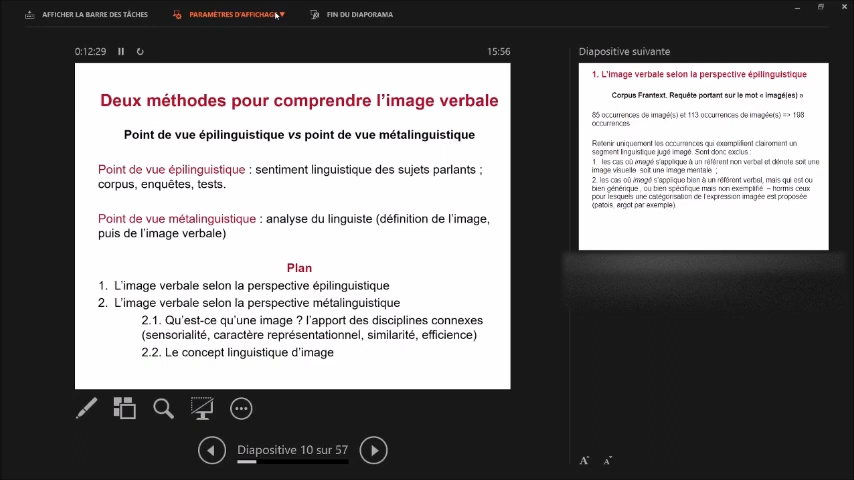 AFFICHER LA BARRE DES TÂCHES
PARAMÈTRES D'AFFICHAGE
FIN DU DIAPORAMA
0:12:29
15:56
Deux méthodes pour comprendre l'image verbale
Point de vue épilinguistique vs point de vue métalinguistique
Point de vue épilinguistique : sentiment linguistique des sujets parlants ;
corpus, enquêtes, tests.
Point de vue métalinguistique : analyse du linguiste (définition de l'image,
puis de l'image verbale)
Plan
1. L'image verbale selon la perspective épilinguistique
2. L'image verbale selon la perspective métalinguistique
2.1. Qu'est-ce qu'une image ? l'apport des disciplines connexes
(sensorialité, caractère représentationnel, similarité, efficience)
2.2. Le concept linguistique d'image
Diapositive 10 sur 57
Diapositive suivante
1. L'image verbale selon la perspective épilinguistique
Corpus Frantext. Requête portant sur le mot « imagé(es) »
85 occurrences de imagé(s) et 113 occurrences de imagée(s) => 198
occurrences
Retenir uniquement les occurrences qui exemplifient clairement un
segment linguistique jugé imagé. Sont donc exclus :
1. les cas où imagé s'applique à un référent non verbal et dénote soit une
image visuelle, soit une image mentale ;
2. les cas où imagé s'applique bien à un référent verbal, mais qui est ou
bien générique, ou bien spécifique mais non exemplifié – hormis ceux
pour lesquels une catégorisation de l'expression imagée est proposée
(patois, argot par exemple).
A A